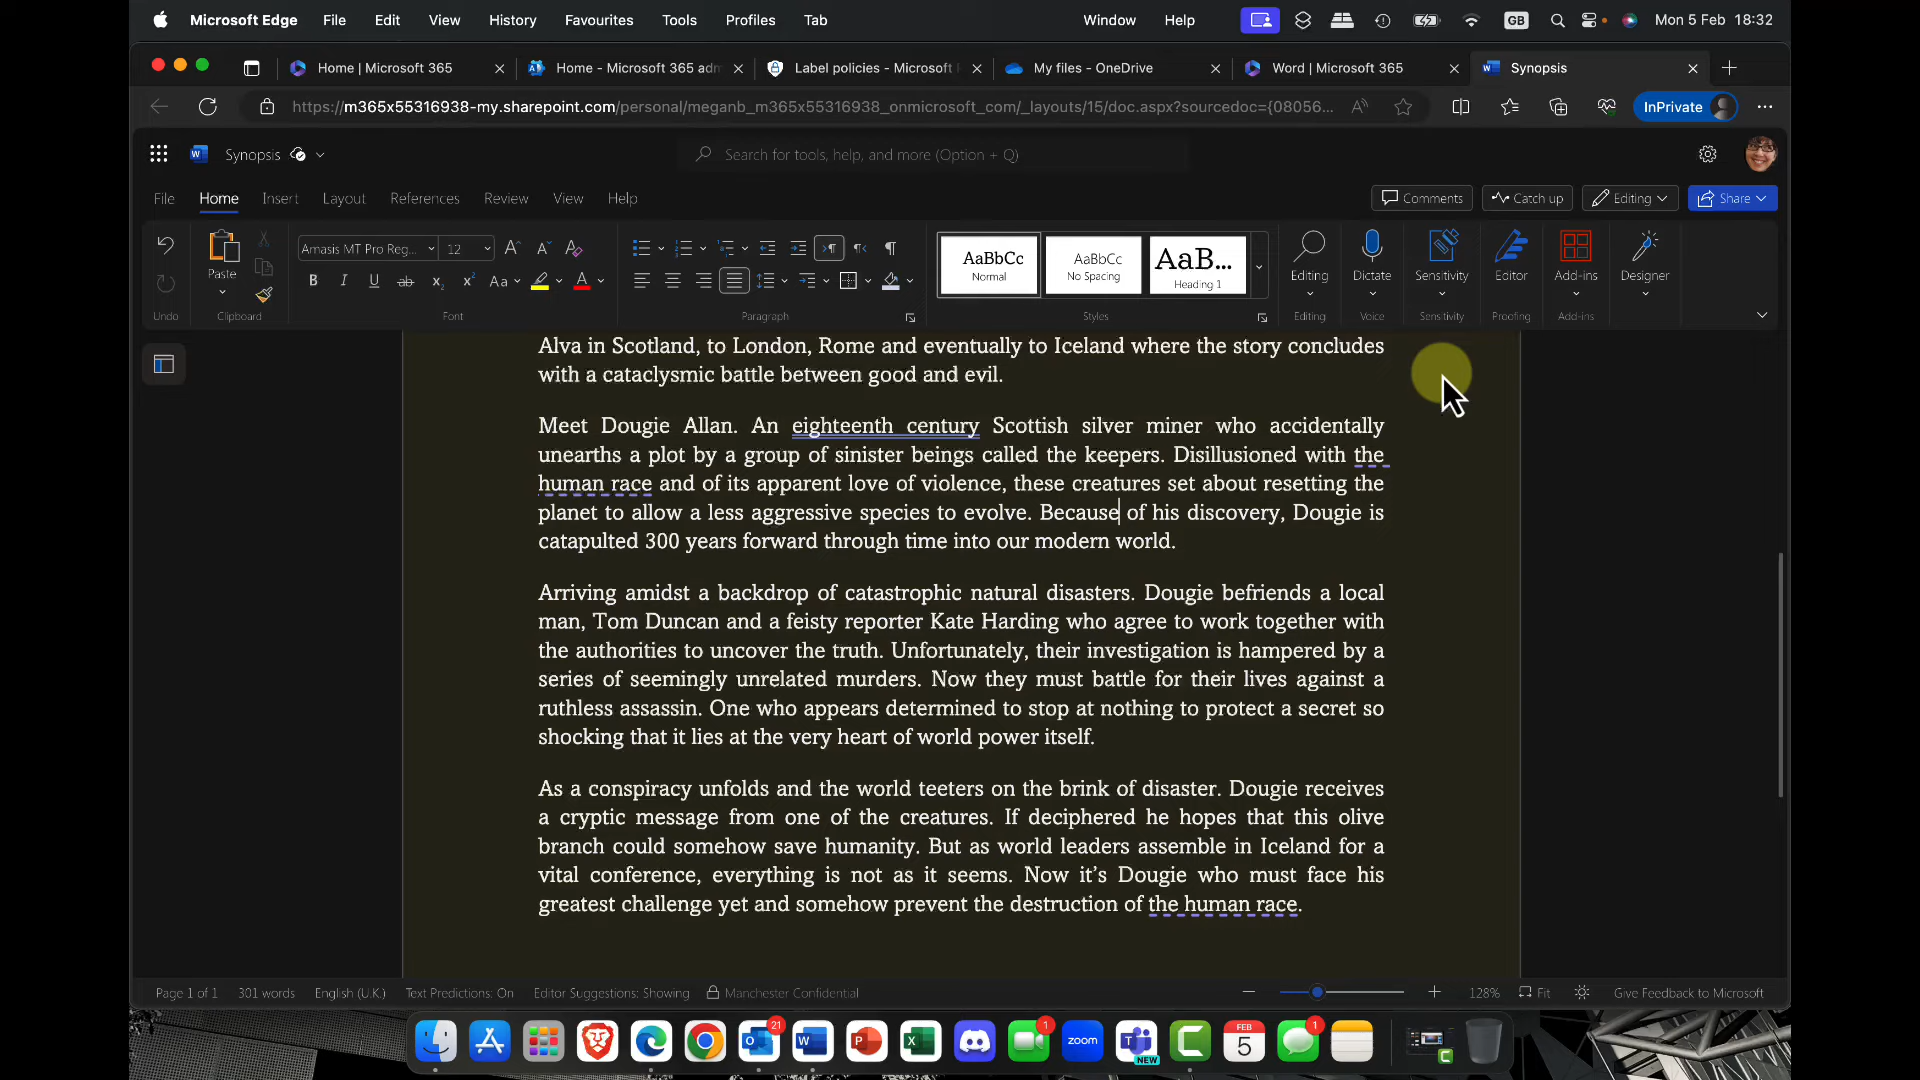 Microsoft Edge File Edit View History Favourites Tools Profiles Tab Window Help GB Mon 5 Feb 18:32
Home | Microsoft 365 Home - Microsoft 365 adm Label policies - Microsoft My files - OneDrive Word | Microsoft 365 Synopsis
https://m365x55316938-my.sharepoint.com/personal/meganb_m365x55316938_onmicrosoft_com/_layouts/15/doc.aspx?sourcedoc={08056... InPrivate
Synopsis Search for tools, help, and more (Option + Q)
File Home Insert Layout References Review View Help Comments Catch up Editing Share
Paste Amasis MT Pro Reg... 12 AaBbCc Normal AaBbCc No Spacing AaB... Heading 1 Editing Dictate Sensitivity Editor Add-ins Designer
Undo Clipboard Font Paragraph Styles Editing Voice Sensitivity Proofing Add-ins
Alva in Scotland, to London, Rome and eventually to Iceland where the story concludes
with a cataclysmic battle between good and evil.
Meet Dougie Allan. An eighteenth century Scottish silver miner who accidentally
unearths a plot by a group of sinister beings called the keepers. Disillusioned with the
human race and of its apparent love of violence, these creatures set about resetting the
planet to allow a less aggressive species to evolve. Because of his discovery, Dougie is
catapulted 300 years forward through time into our modern world.
Arriving amidst a backdrop of catastrophic natural disasters. Dougie befriends a local
man, Tom Duncan and a feisty reporter Kate Harding who agree to work together with
the authorities to uncover the truth. Unfortunately, their investigation is hampered by a
series of seemingly unrelated murders. Now they must battle for their lives against a
ruthless assassin. One who appears determined to stop at nothing to protect a secret so
shocking that it lies at the very heart of world power itself.
As a conspiracy unfolds and the world teeters on the brink of disaster. Dougie receives
a cryptic message from one of the creatures. If deciphered he hopes that this olive
branch could somehow save humanity. But as world leaders assemble in Iceland for a
vital conference, everything is not as it seems. Now it's Dougie who must face his
greatest challenge yet and somehow prevent the destruction of the human race.
Page 1 of 1 301 words English (U.K.) Text Predictions: On Editor Suggestions: Showing Manchester Confidential 128% Fit Give Feedback to Microsoft
21 1 zoom NEW FEB 5 1